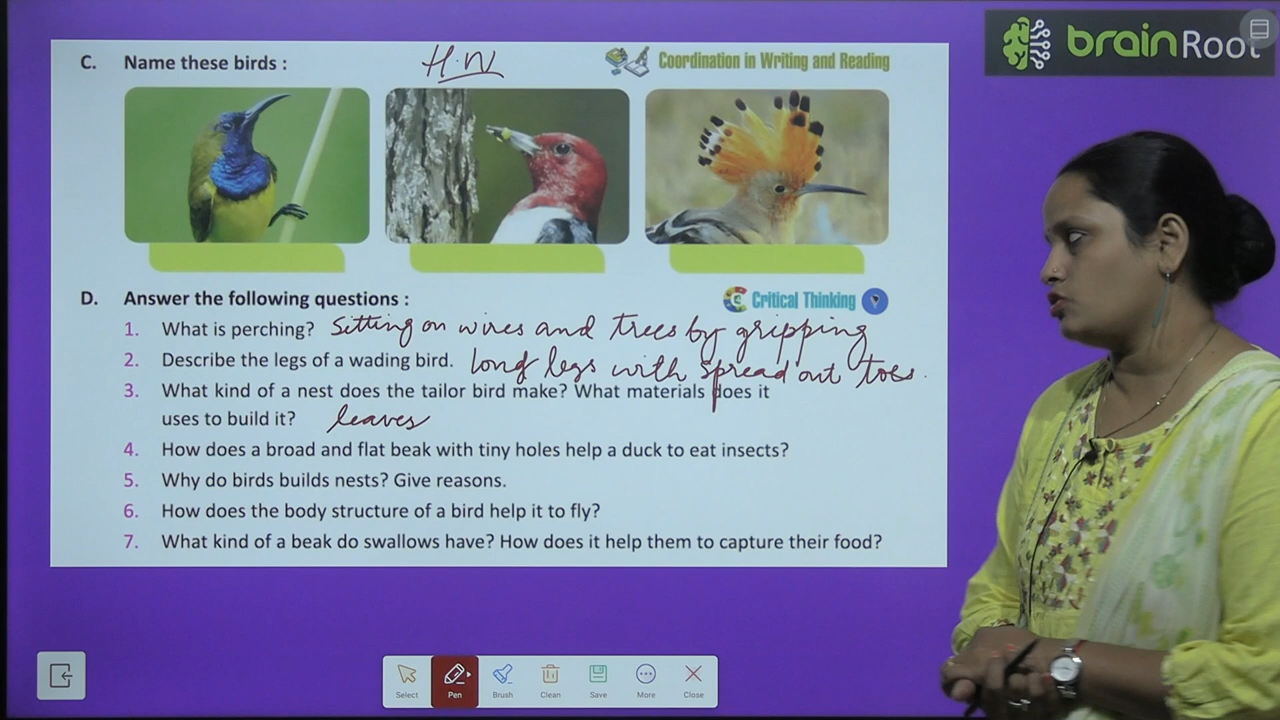 brainRoot
C. Name these birds : H.W Coordination in Writing and Reading
D. Answer the following questions : Critical Thinking
1. What is perching? Sitting on wires and trees by gripping
2. Describe the legs of a wading bird. long legs with spread out toes.
3. What kind of a nest does the tailor bird make? What materials does it
uses to build it? leaves
4. How does a broad and flat beak with tiny holes help a duck to eat insects?
5. Why do birds builds nests? Give reasons.
6. How does the body structure of a bird help it to fly?
7. What kind of a beak do swallows have? How does it help them to capture their food?
Select Pen Brush Clean Save More Close